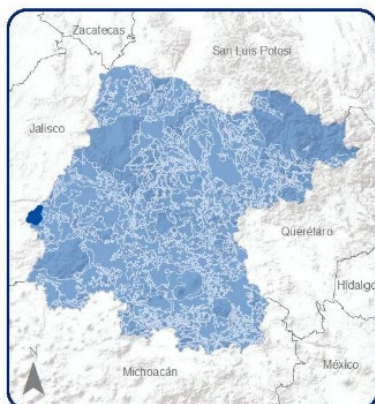 Zacatecas
San Luis Potosí
Jalisco
Querétaro
Hidalgo
N
México
Michoacán